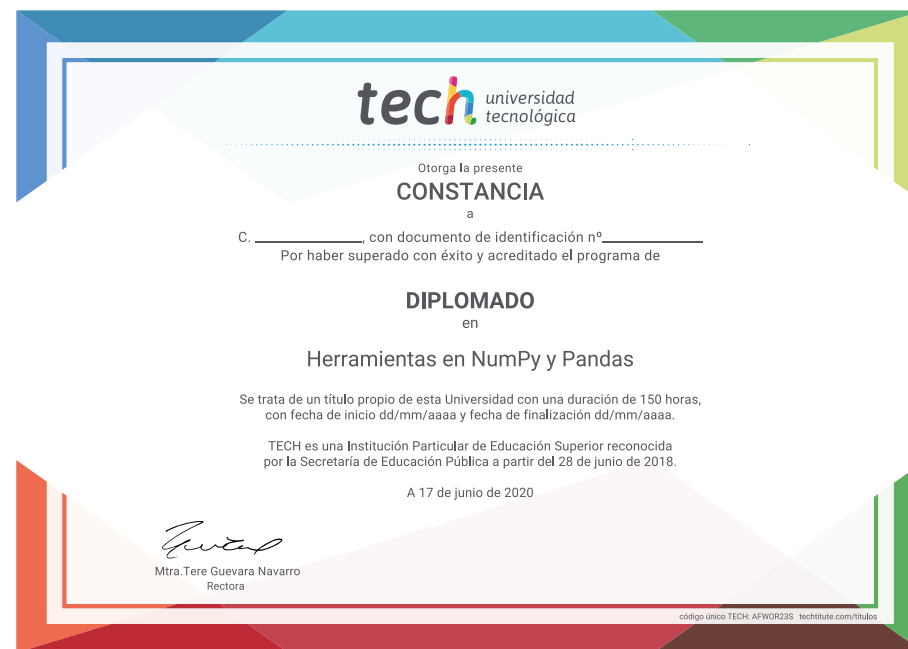 tech universidad
tecnológica
Otorga la presente
CONSTANCIA
a
C. ____________, con documento de identificación nº____________
Por haber superado con éxito y acreditado el programa de
DIPLOMADO
en
Herramientas en NumPy y Pandas
Se trata de un título propio de esta Universidad con una duración de 150 horas,
con fecha de inicio dd/mm/aaaa y fecha de finalización dd/mm/aaaa.
TECH es una Institución Particular de Educación Superior reconocida
por la Secretaría de Educación Pública a partir del 28 de junio de 2018.
A 17 de junio de 2020
Mtra.Tere Guevara Navarro
Rectora
código único TECH: AFWOR23S techtitute.com/titulos